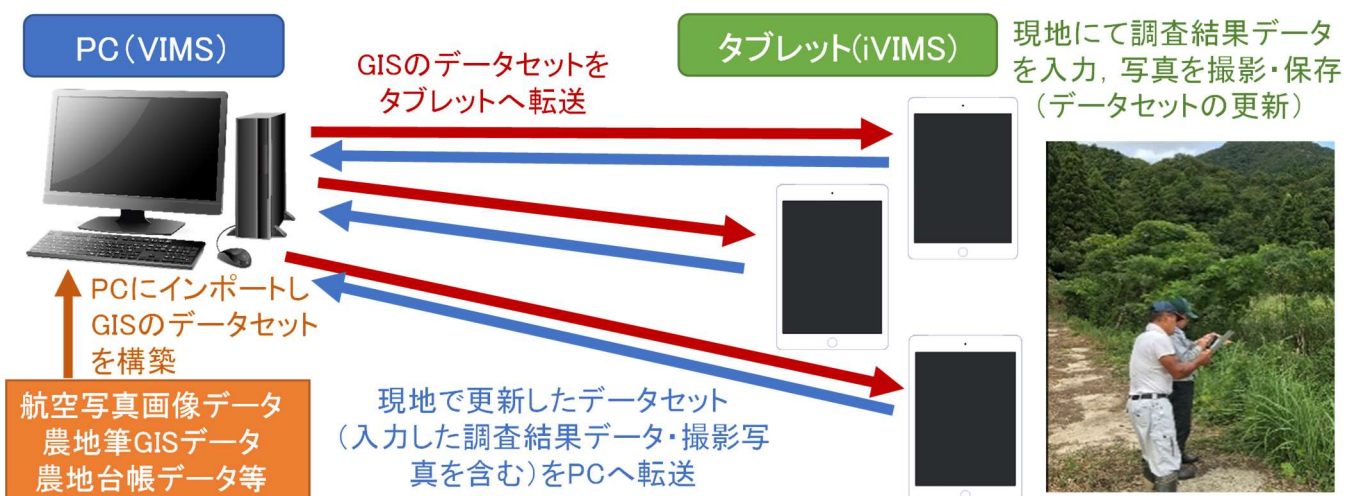 PC(VIMS)
GISのデータセットを
タブレットへ転送
タブレット(iVIMS)
現地にて調査結果データ
を入力，写真を撮影・保存
（データセットの更新）
PCにインポートし
GISのデータセット
を構築
航空写真画像データ
農地筆GISデータ
農地台帳データ等
現地で更新したデータセット
（入力した調査結果データ・撮影写
真を含む）をPCへ転送